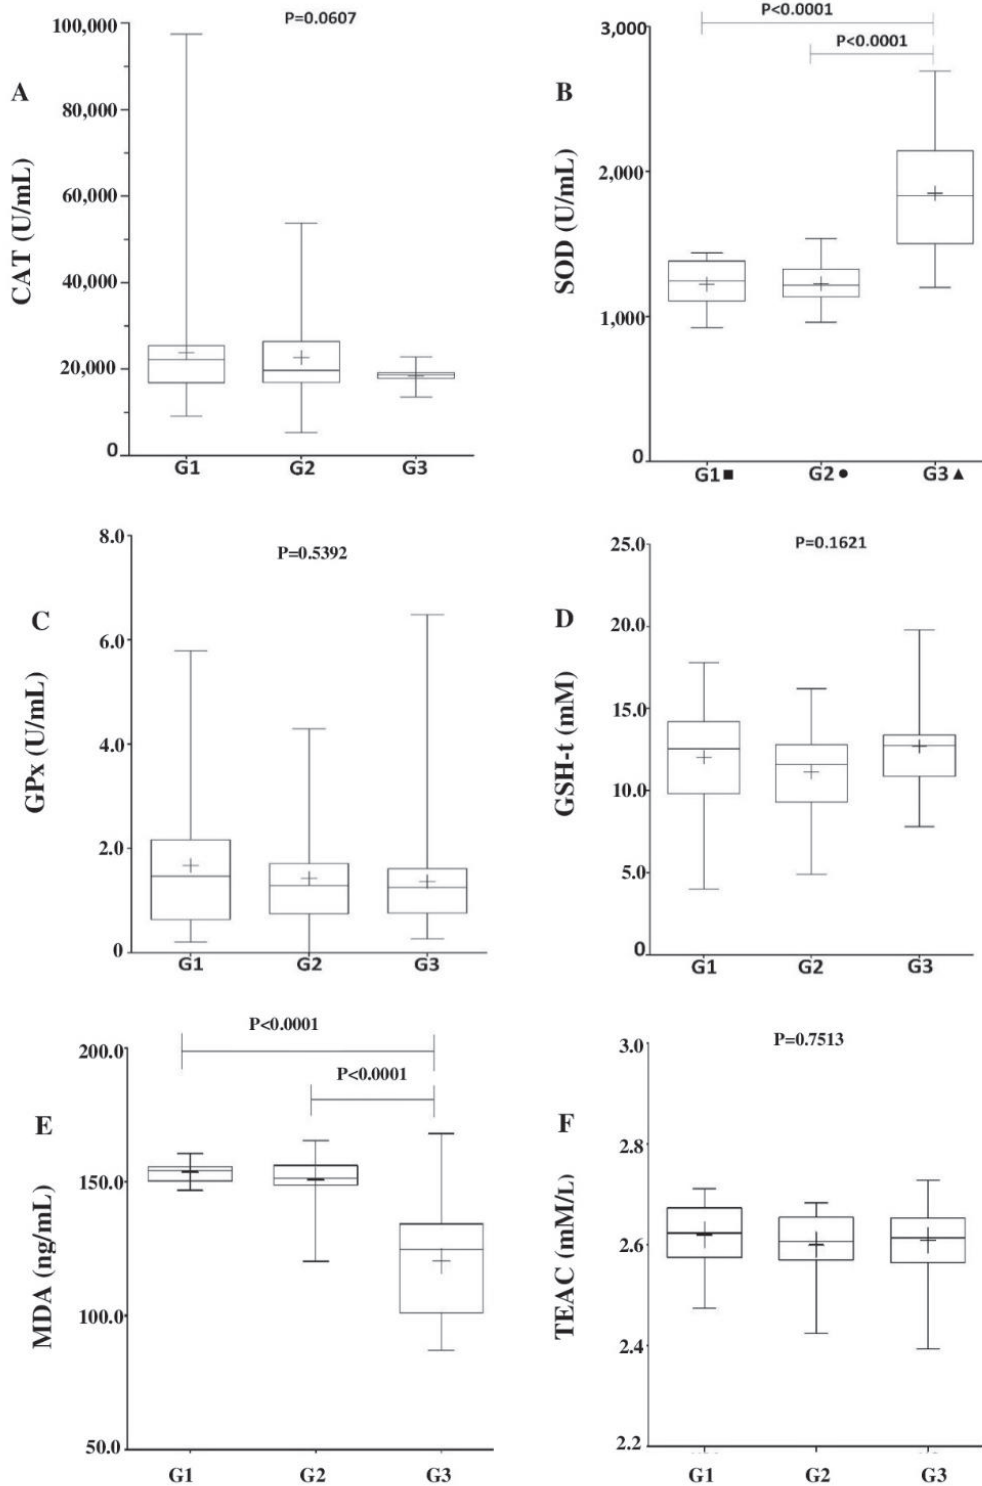 P=0.0607
100,000
80,000
60,000
40,000
20,000
0
A
CAT (U/mL)
G1 G2 G3
P<0.0001
P<0.0001
3,000
2,000
1,000
0
B
SOD (U/mL)
G1■ G2● G3▲
P=0.5392
8.0
6.0
4.0
2.0
0
C
GPx (U/mL)
G1 G2 G3
P=0.1621
25.0
20.0
15.0
10.0
5.0
0
D
GSH-t (mM)
G1 G2 G3
P<0.0001
P<0.0001
200.0
150.0
100.0
50.0
E
MDA (ng/mL)
G1 G2 G3
P=0.7513
3.0
2.8
2.6
2.4
2.2
F
TEAC (mM/L)
G1 G2 G3